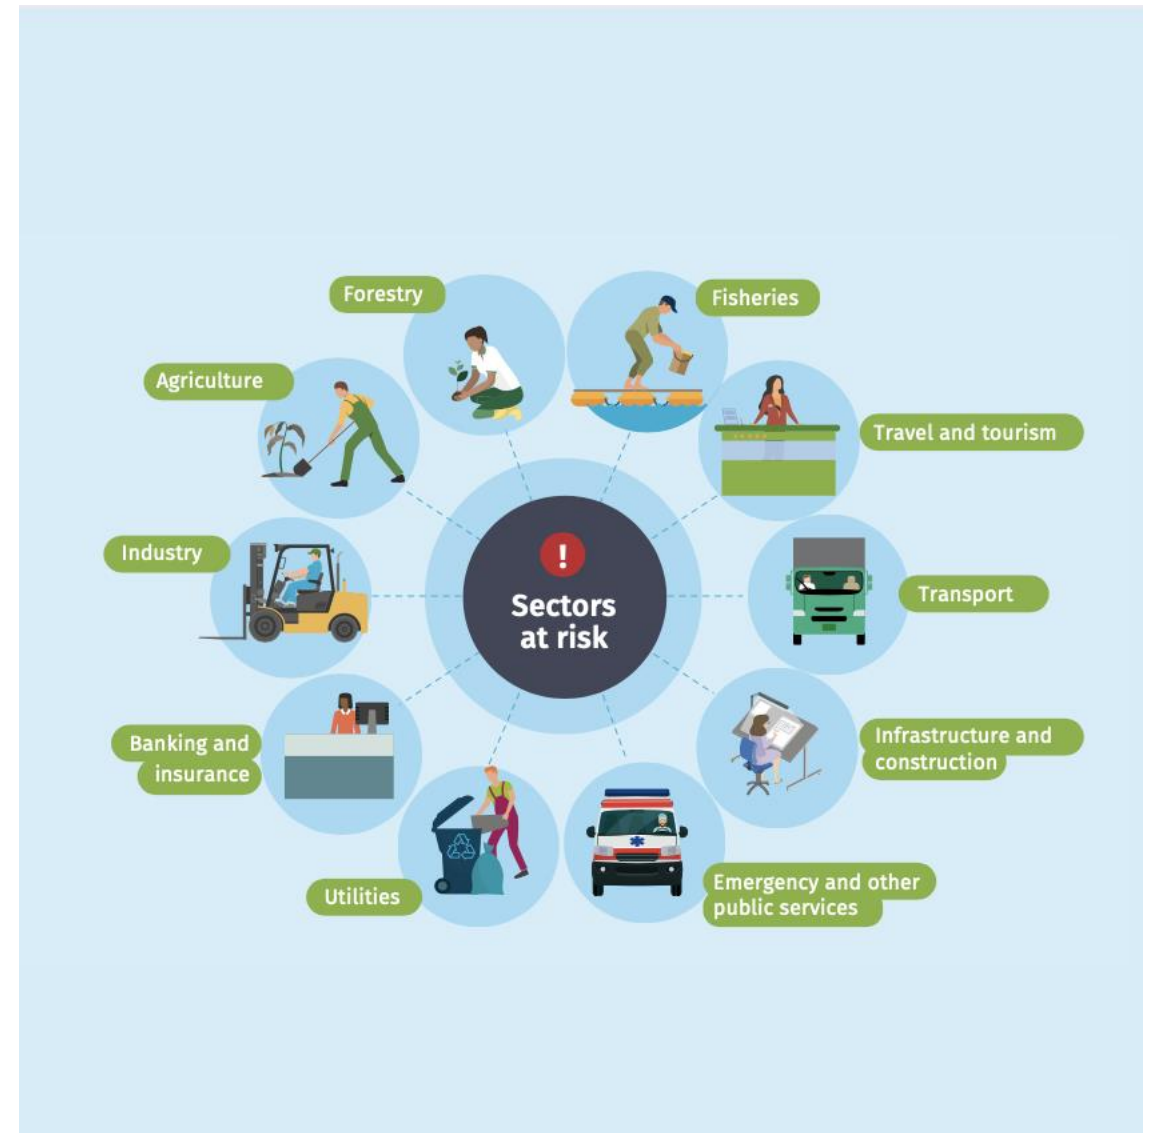 Forestry
Fisheries
Agriculture
Travel and tourism
Industry
!
Sectors
at risk
Transport
Banking and
insurance
Infrastructure and
construction
Utilities
Emergency and other
public services